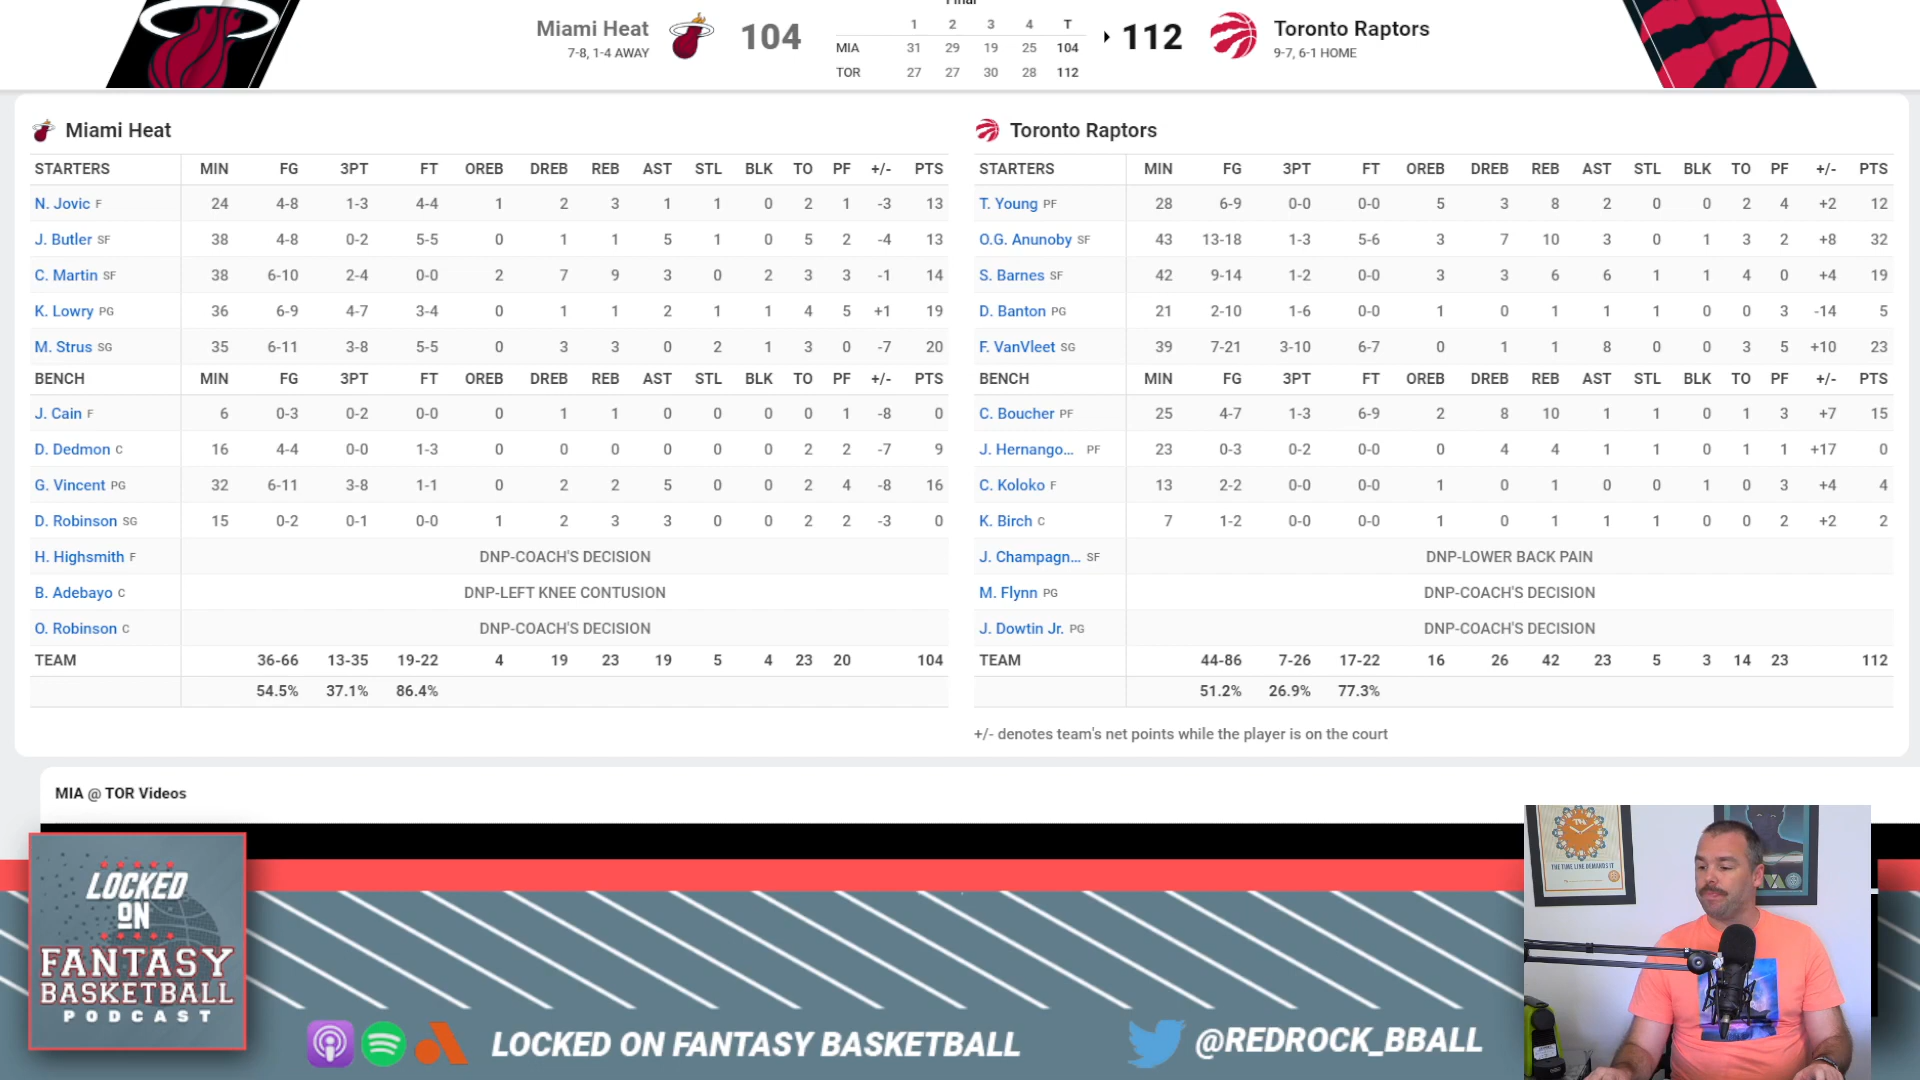 Final
Miami Heat
7-8, 1-4 AWAY
104
1 2 3 4 T
MIA 31 29 19 25 104
TOR 27 27 30 28 112
112
Toronto Raptors
9-7, 6-1 HOME
Miami Heat
STARTERS MIN FG 3PT FT OREB DREB REB AST STL BLK TO PF +/- PTS
N. Jovic F 24 4-8 1-3 4-4 1 2 3 1 1 0 2 1 -3 13
J. Butler SF 38 4-8 0-2 5-5 0 1 1 5 1 0 5 2 -4 13
C. Martin SF 38 6-10 2-4 0-0 2 7 9 3 0 2 3 3 -1 14
K. Lowry PG 36 6-9 4-7 3-4 0 1 1 2 1 1 4 5 +1 19
M. Strus SG 35 6-11 3-8 5-5 0 3 3 0 2 1 3 0 -7 20
BENCH MIN FG 3PT FT OREB DREB REB AST STL BLK TO PF +/- PTS
J. Cain F 6 0-3 0-2 0-0 0 1 1 0 0 0 0 1 -8 0
D. Dedmon C 16 4-4 0-0 1-3 0 0 0 0 0 0 2 2 -7 9
G. Vincent PG 32 6-11 3-8 1-1 0 2 2 5 0 0 2 4 -8 16
D. Robinson SG 15 0-2 0-1 0-0 1 2 3 3 0 0 2 2 -3 0
H. Highsmith F DNP-COACH'S DECISION
B. Adebayo C DNP-LEFT KNEE CONTUSION
O. Robinson C DNP-COACH'S DECISION
TEAM 36-66 13-35 19-22 4 19 23 19 5 4 23 20 104
54.5% 37.1% 86.4%
Toronto Raptors
STARTERS MIN FG 3PT FT OREB DREB REB AST STL BLK TO PF +/- PTS
T. Young PF 28 6-9 0-0 0-0 5 3 8 2 0 0 2 4 +2 12
O.G. Anunoby SF 43 13-18 1-3 5-6 3 7 10 3 0 1 3 2 +8 32
S. Barnes SF 42 9-14 1-2 0-0 3 3 6 6 1 1 4 0 +4 19
D. Banton PG 21 2-10 1-6 0-0 1 0 1 1 1 0 0 3 -14 5
F. VanVleet SG 39 7-21 3-10 6-7 0 1 1 8 0 0 3 5 +10 23
BENCH MIN FG 3PT FT OREB DREB REB AST STL BLK TO PF +/- PTS
C. Boucher PF 25 4-7 1-3 6-9 2 8 10 1 1 0 1 3 +7 15
J. Hernango... PF 23 0-3 0-2 0-0 0 4 4 1 1 0 1 1 +17 0
C. Koloko F 13 2-2 0-0 0-0 1 0 1 0 0 1 0 3 +4 4
K. Birch C 7 1-2 0-0 0-0 1 0 1 1 1 0 0 2 +2 2
J. Champagn... SF DNP-LOWER BACK PAIN
M. Flynn PG DNP-COACH'S DECISION
J. Dowtin Jr. PG DNP-COACH'S DECISION
TEAM 44-86 7-26 17-22 16 26 42 23 5 3 14 23 112
51.2% 26.9% 77.3%
+/- denotes team's net points while the player is on the court
MIA @ TOR Videos
LOCKED
ON
FANTASY
BASKETBALL
PODCAST
LOCKED ON FANTASY BASKETBALL
@REDROCK_BBALL
TVA
THE TIME LINE DEMANDS IT